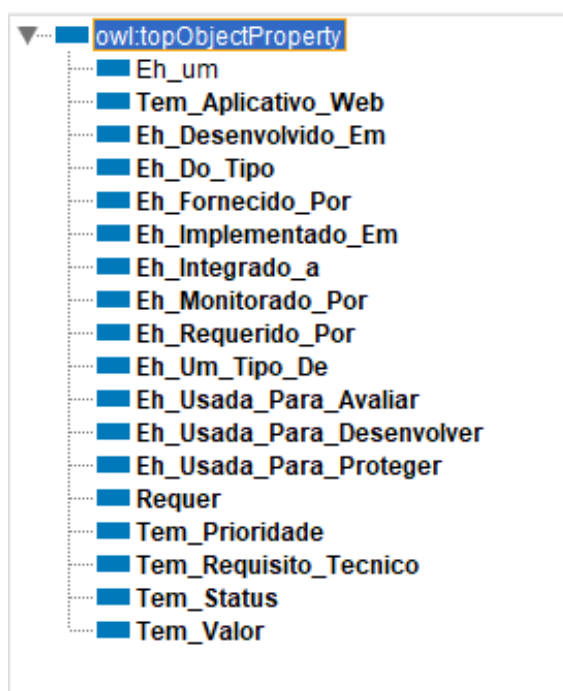 owl:topObjectProperty
Eh_um
Tem_Aplicativo_Web
Eh_Desenvolvido_Em
Eh_Do_Tipo
Eh_Fornecido_Por
Eh_Implementado_Em
Eh_Integrado_a
Eh_Monitorado_Por
Eh_Requerido_Por
Eh_Um_Tipo_De
Eh_Usada_Para_Avaliar
Eh_Usada_Para_Desenvolver
Eh_Usada_Para_Proteger
Requer
Tem_Prioridade
Tem_Requisito_Tecnico
Tem_Status
Tem_Valor